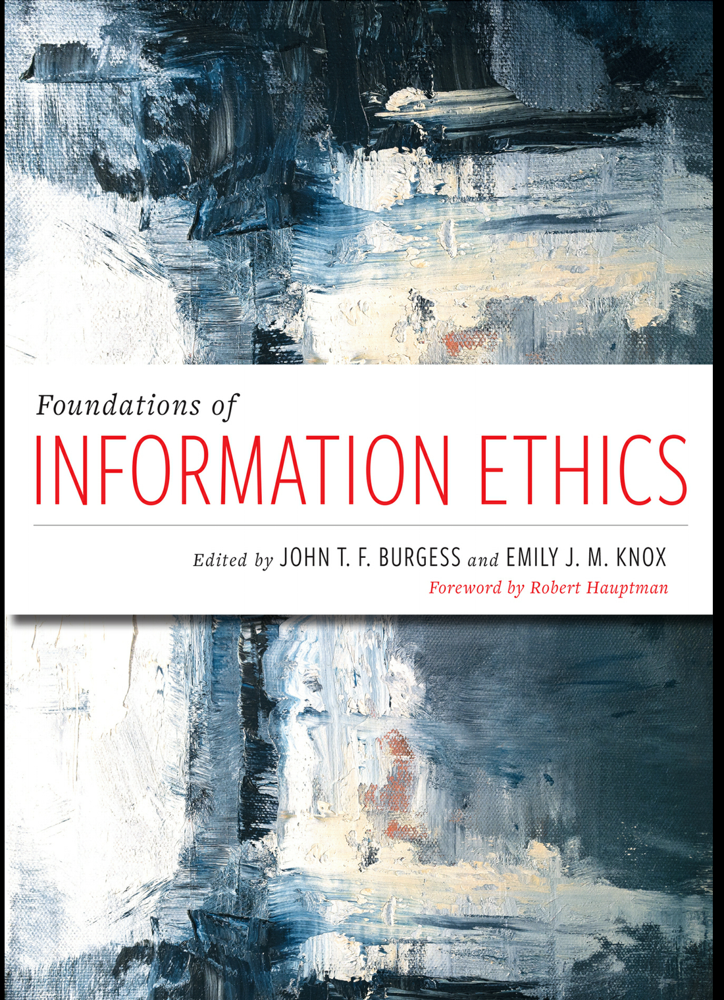 Foundations of
INFORMATION ETHICS
Edited by JOHN T. F. BURGESS and EMILY J. M. KNOX
Foreword by Robert Hauptman